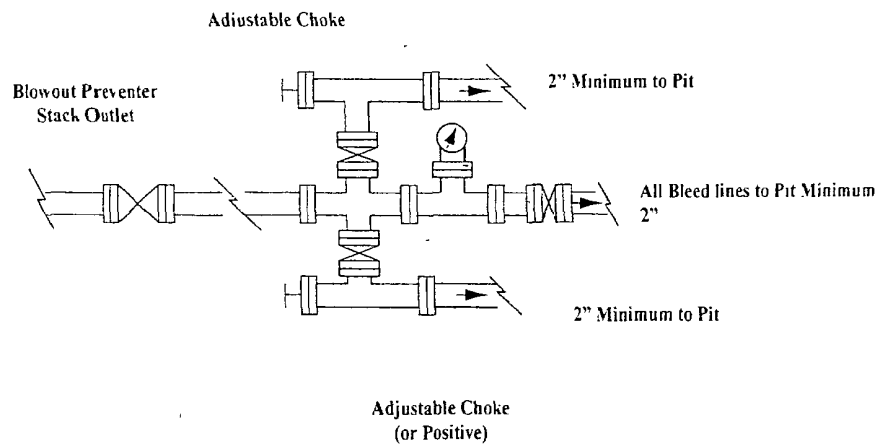 Adjustable Choke
2” Minimum to Pit
Blowout Preventer
Stack Outlet
All Bleed lines to Pit Minimum
2”
2” Minimum to Pit
Adjustable Choke
(or Positive)